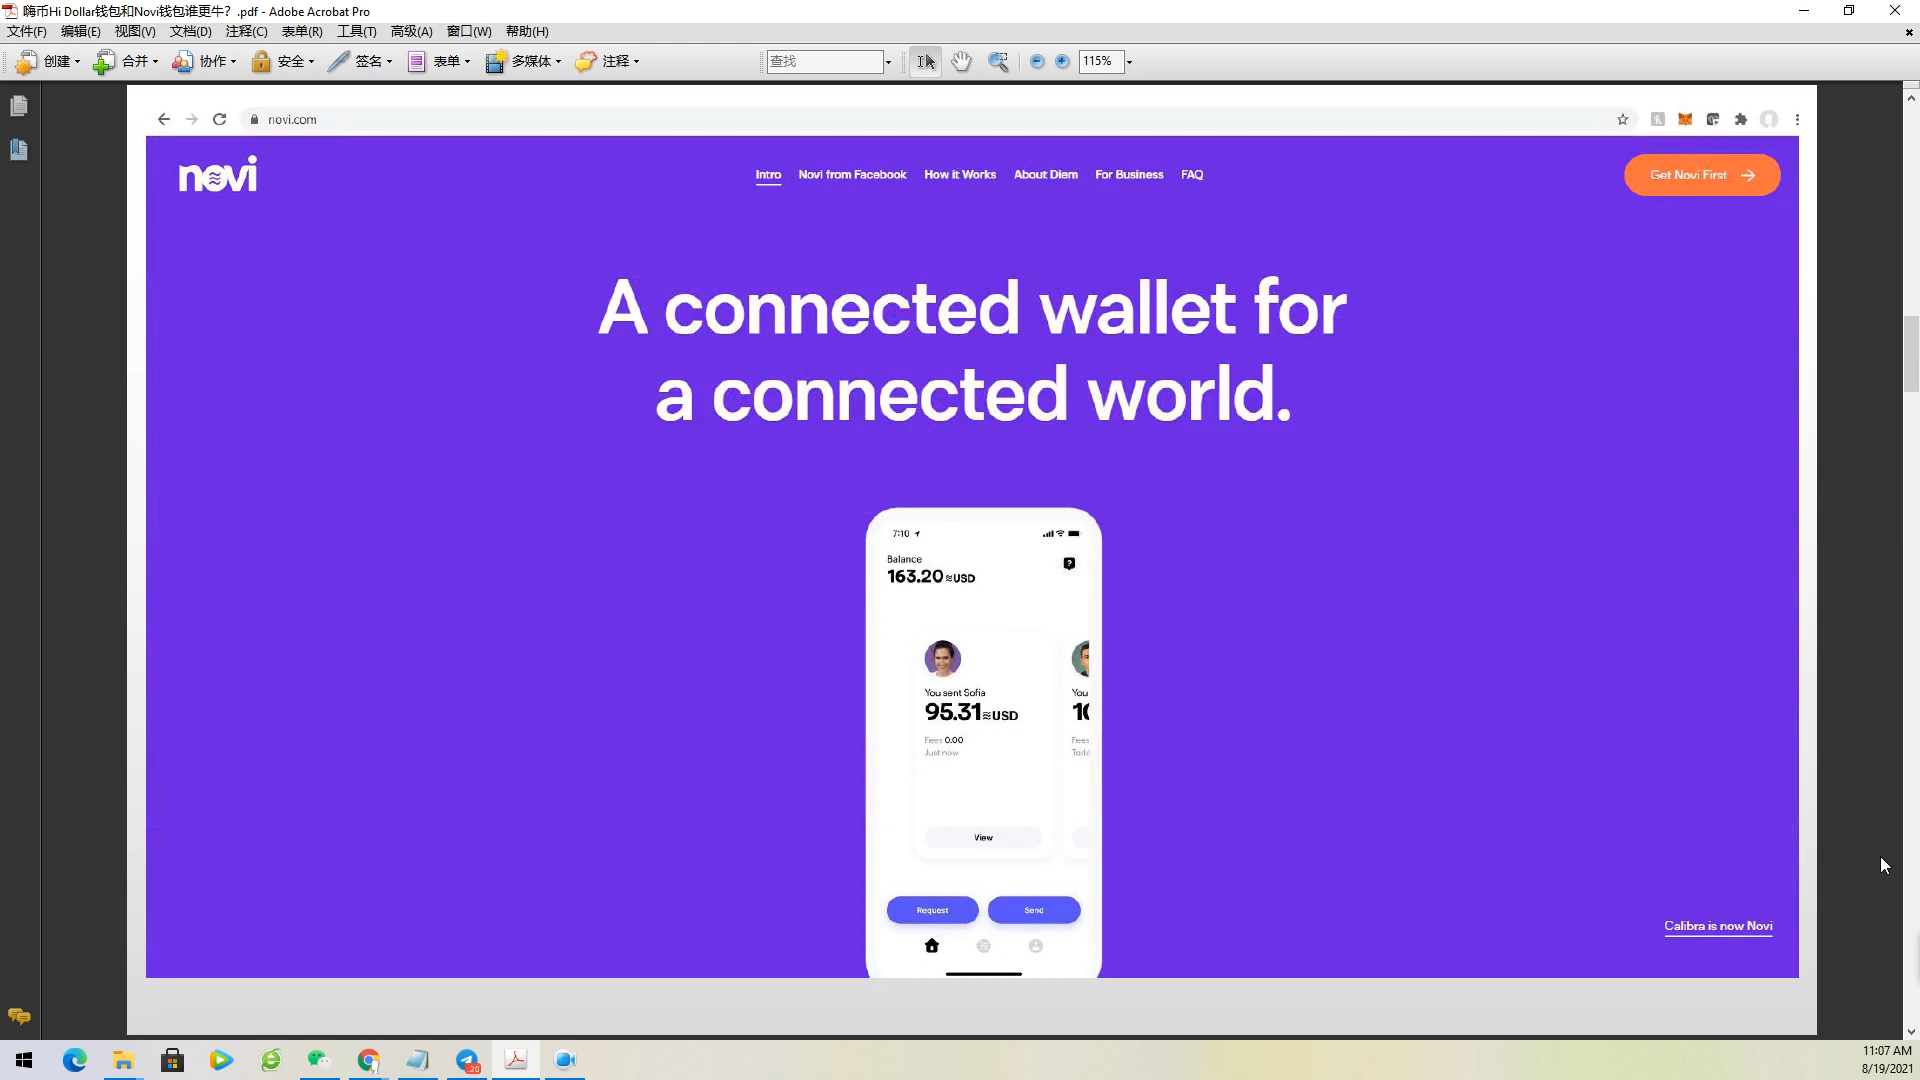 嗨币Hi Dollar钱包和Novi钱包谁更牛？.pdf - Adobe Acrobat Pro
文件(F) 编辑(E) 视图(V) 文档(D) 注释(C) 表单(R) 工具(T) 高级(A) 窗口(W) 帮助(H)
创建 合并 协作 安全 签名 表单 多媒体 注释 查找 115%
novi.com
novi Intro Novi from Facebook How it Works About Diem For Business FAQ Get Novi First
A connected wallet for
a connected world.
7:10
Balance
163.20≋USD
You sent Sofia You
95.31≋USD 10
Fees 0.00 Fees
Just now Toda
View
Request Send
Calibra is now Novi
20
11:07 AM
8/19/2021